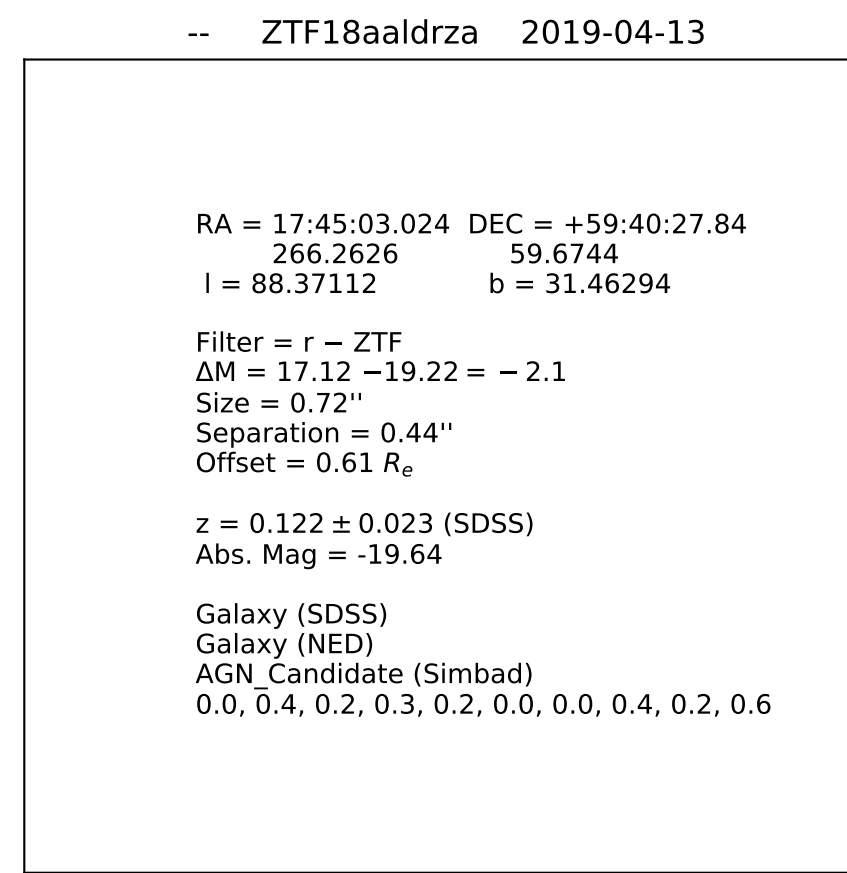 -- ZTF18aaldrza 2019-04-13
RA = 17:45:03.024 DEC = +59:40:27.84
266.2626 59.6744
l = 88.37112 b = 31.46294
Filter = r − ZTF
ΔM = 17.12 −19.22 = − 2.1
Size = 0.72''
Separation = 0.44''
Offset = 0.61 Re
z = 0.122 ± 0.023 (SDSS)
Abs. Mag = -19.64
Galaxy (SDSS)
Galaxy (NED)
AGN_Candidate (Simbad)
0.0, 0.4, 0.2, 0.3, 0.2, 0.0, 0.0, 0.4, 0.2, 0.6